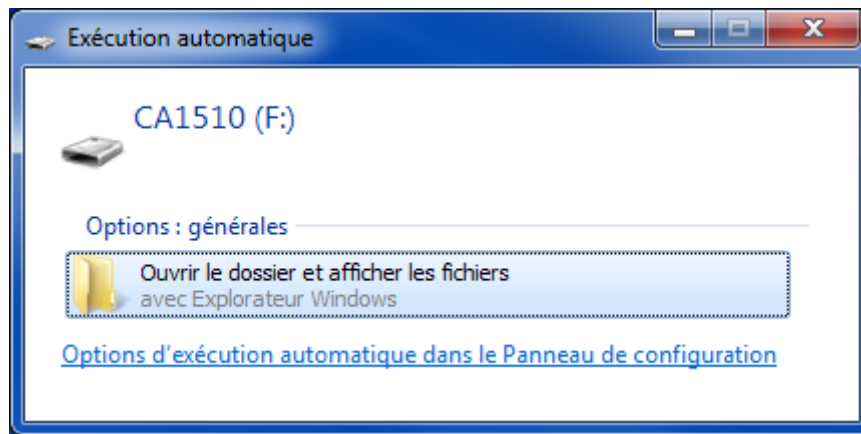 Exécution automatique
CA1510 (F:)
Options : générales
Ouvrir le dossier et afficher les fichiers
avec Explorateur Windows
Options d'exécution automatique dans le Panneau de configuration